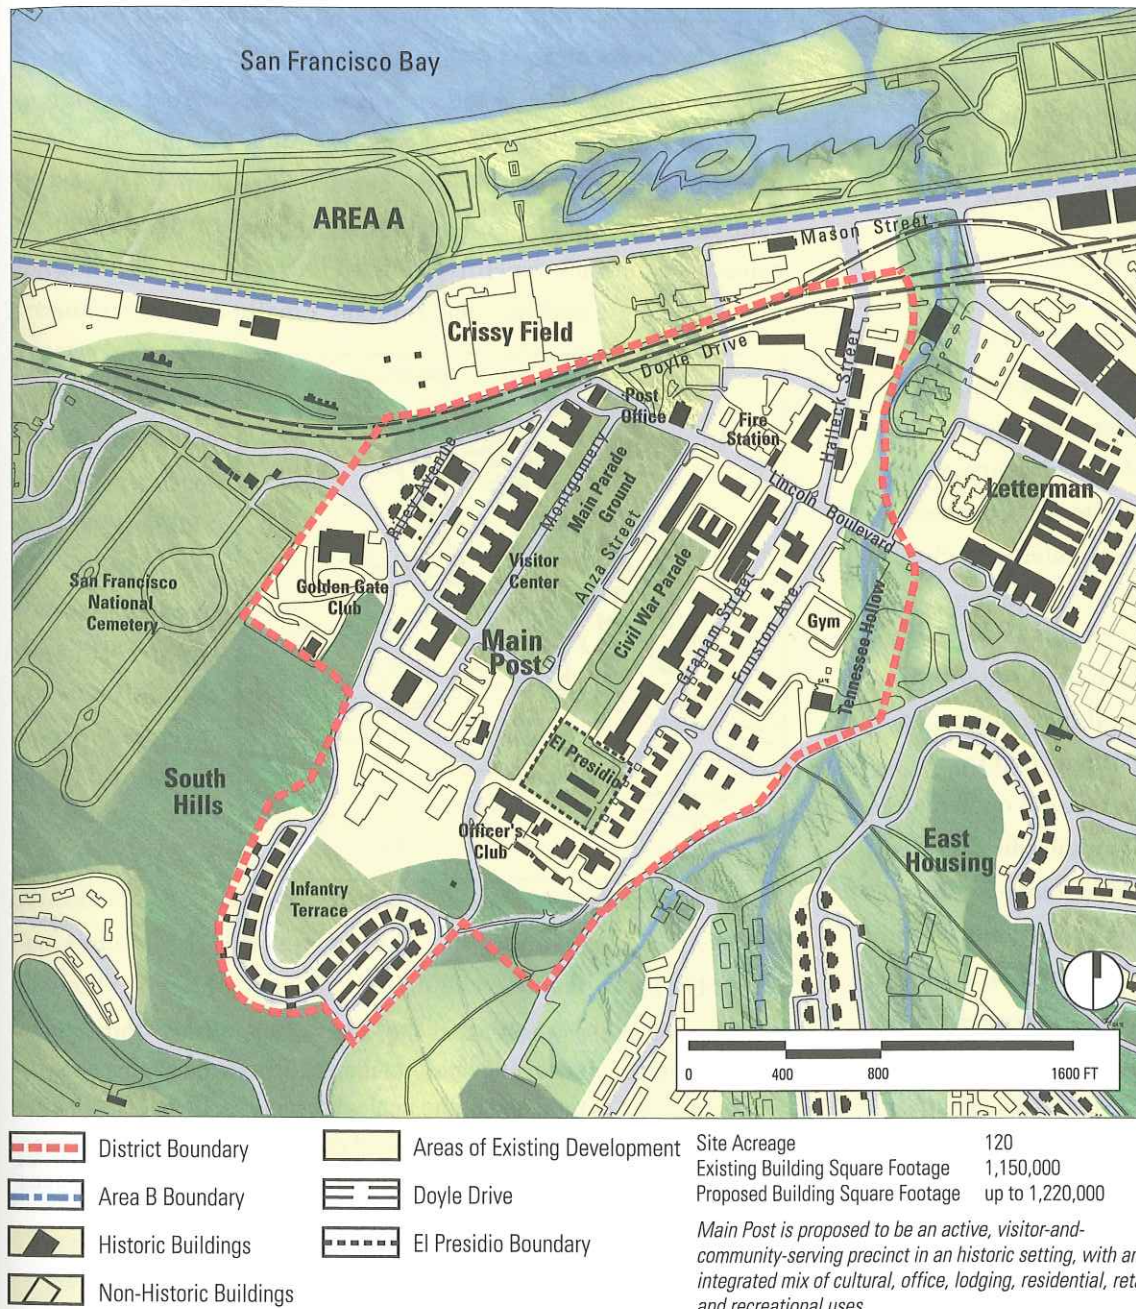 San Francisco Bay
AREA A
Mason Street
Crissy Field
Doyle Drive
Halleck Street
Post
Office
Fire
Station
Riley Avenue
Montgomery
Main Parade
Ground
Lincoln Boulevard
Letterman
Anza Street
Visitor
Center
San Francisco
National
Cemetery
Golden Gate
Club
Civil War Parade
Graham Street
Funston Ave.
Gym
Main
Post
Tennessee Hollow
El Presidio
South
Hills
Officer's
Club
East
Housing
Infantry
Terrace
0 400 800 1600 FT
District Boundary
Area B Boundary
Historic Buildings
Non-Historic Buildings
Areas of Existing Development
Doyle Drive
El Presidio Boundary
Site Acreage 120
Existing Building Square Footage 1,150,000
Proposed Building Square Footage up to 1,220,000
Main Post is proposed to be an active, visitor-and-
community-serving precinct in an historic setting, with an
integrated mix of cultural, office, lodging, residential, reta
and recreational uses